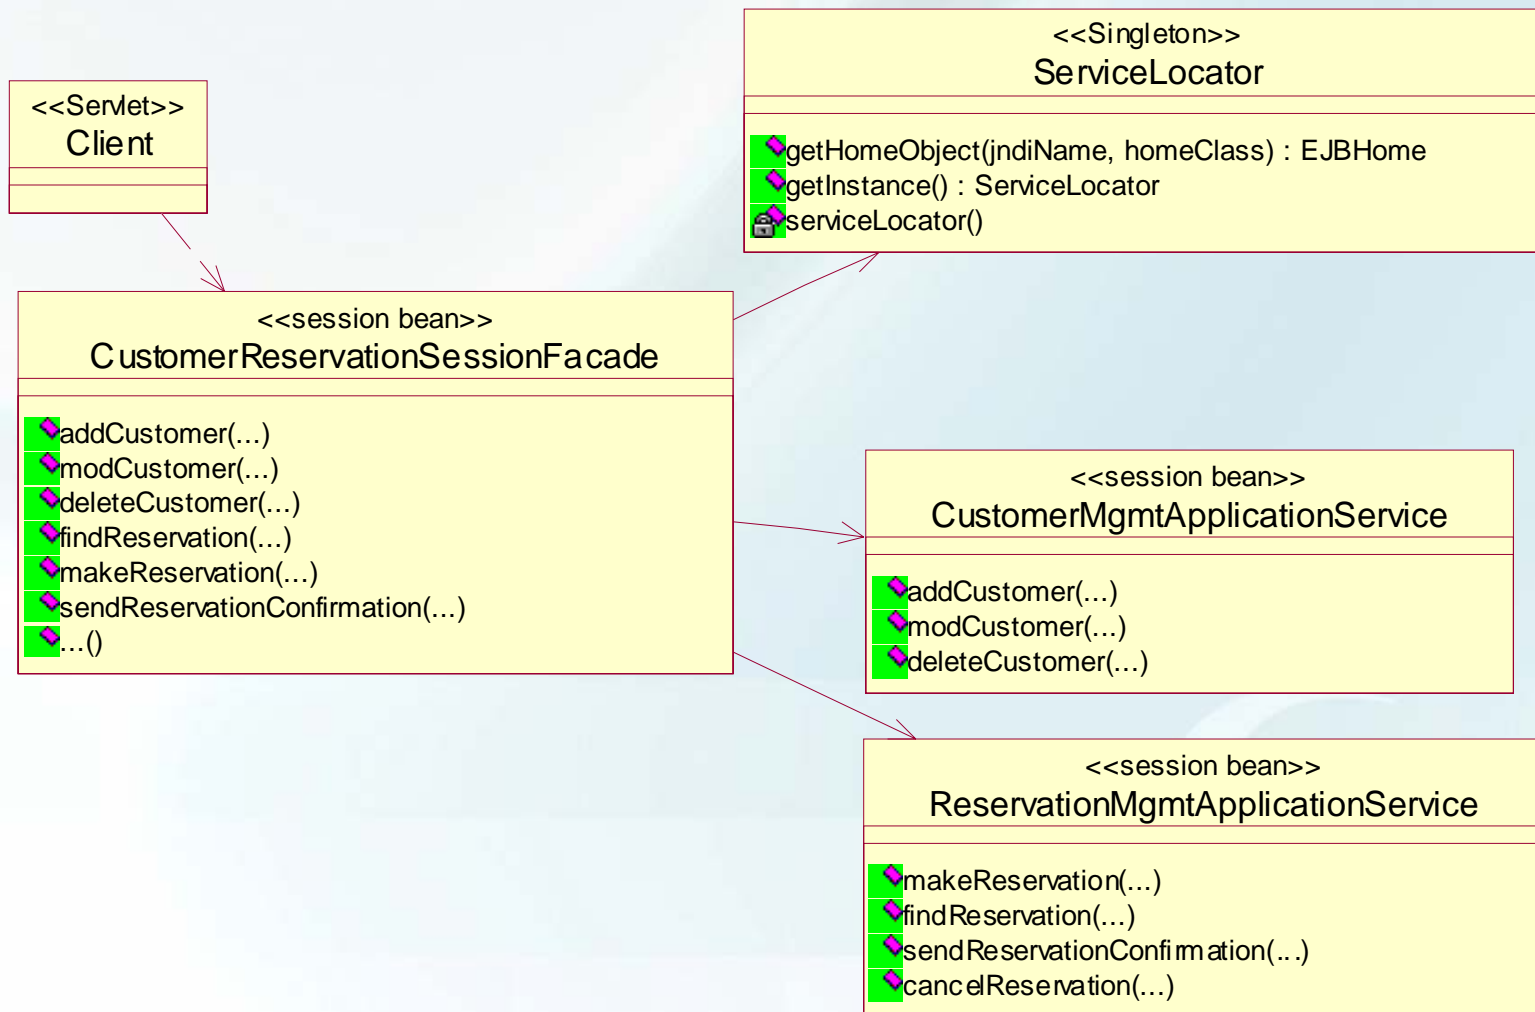 <<Servlet>>
Client
<<Singleton>>
ServiceLocator
getHomeObject(jndiName, homeClass) : EJBHome
getInstance() : ServiceLocator
serviceLocator()
<<session bean>>
CustomerReservationSessionFacade
addCustomer(...)
modCustomer(...)
deleteCustomer(...)
findReservation(...)
makeReservation(...)
sendReservationConfirmation(...)
...()
<<session bean>>
CustomerMgmtApplicationService
addCustomer(...)
modCustomer(...)
deleteCustomer(...)
<<session bean>>
ReservationMgmtApplicationService
makeReservation(...)
findReservation(...)
sendReservationConfirmation(...)
cancelReservation(...)